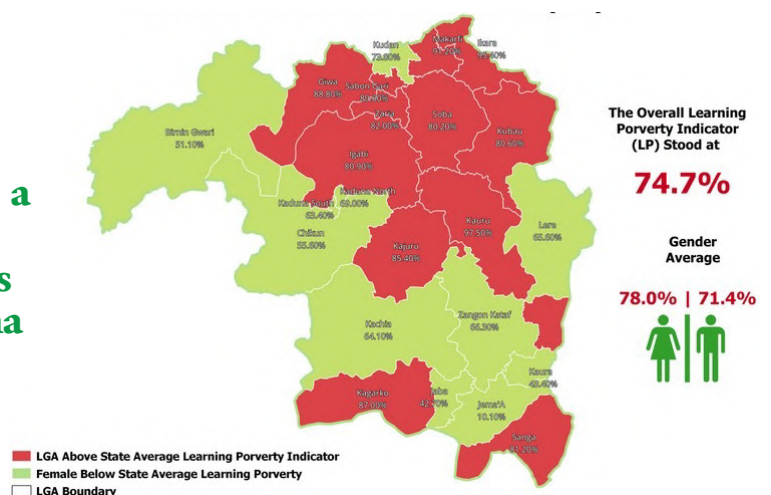 Kudan
73.00%
Makarfi
Ikara
Giwa
88.80%
Sabon Gari
Zaria
82.00%
Soba
80.20%
Kubau
80.60%
Birnin Gwari
51.10%
Igabi
80.00%
Kaduna North
69.00%
Kaduna South
63.40%
Chikun
55.60%
Kajuru
85.40%
Kauru
97.50%
Lere
65.60%
Kachia
64.10%
Zangon Kataf
66.30%
Kaura
Kagarko
87.00%
Jaba
Jema'A
10.10%
Sanga
a
s
na
The Overall Learning
Porverty Indicator
(LP) Stood at
74.7%
Gender
Average
78.0% | 71.4%
LGA Above State Average Learning Porverty Indicator
Female Below State Average Learning Porverty
LGA Boundary